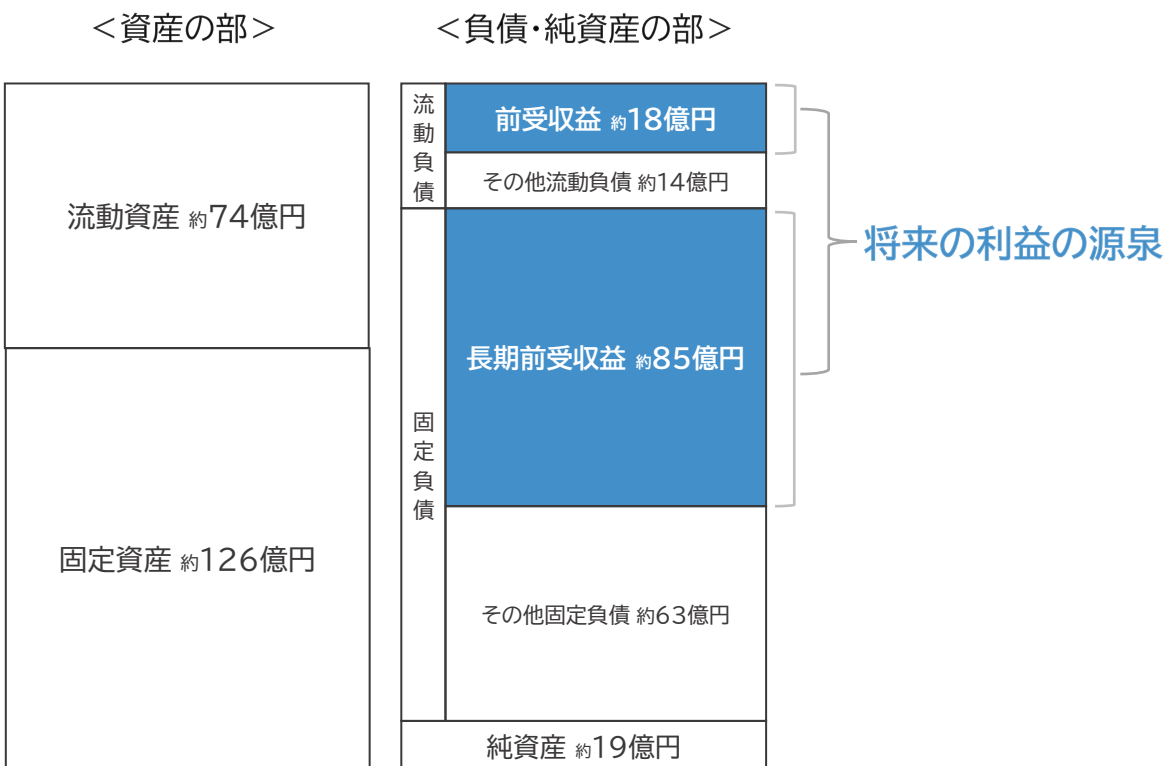 ＜資産の部＞
＜負債・純資産の部＞
流動資産 約74億円
固定資産 約126億円
流動負債
前受収益 約18億円
その他流動負債 約14億円
固定負債
長期前受収益 約85億円
その他固定負債 約63億円
純資産 約19億円
将来の利益の源泉